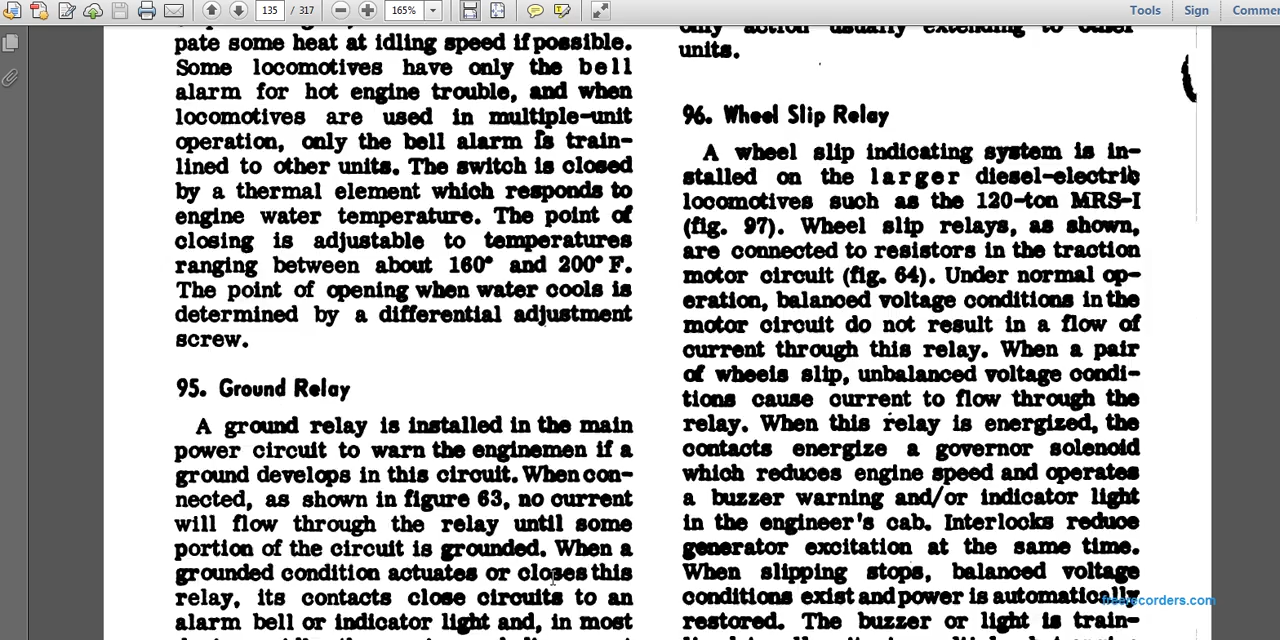 135 / 317
165%
Tools
Sign
Comme
pate some heat at idling speed if possible.
Some locomotives have only the bell
alarm for hot engine trouble, and when
locomotives are used in multiple-unit
operation, only the bell alarm is train-
lined to other units. The switch is closed
by a thermal element which responds to
engine water temperature. The point of
closing is adjustable to temperatures
ranging between about 160° and 200° F.
The point of opening when water cools is
determined by a differential adjustment
screw.
95. Ground Relay
A ground relay is installed in the main
power circuit to warn the enginemen if a
ground develops in this circuit. When con-
nected, as shown in figure 63, no current
will flow through the relay until some
portion of the circuit is grounded. When a
grounded condition actuates or closes this
relay, its contacts close circuits to an
alarm bell or indicator light and, in most
only action usually extending to other
units.
96. Wheel Slip Relay
A wheel slip indicating system is in-
stalled on the larger diesel-electric
locomotives such as the 120-ton MRS-1
(fig. 97). Wheel slip relays, as shown,
are connected to resistors in the traction
motor circuit (fig. 64). Under normal op-
eration, balanced voltage conditions in the
motor circuit do not result in a flow of
current through this relay. When a pair
of wheels slip, unbalanced voltage condi-
tions cause current to flow through the
relay. When this relay is energized, the
contacts energize a governor solenoid
which reduces engine speed and operates
a buzzer warning and/or indicator light
in the engineer's cab. Interlocks reduce
generator excitation at the same time.
When slipping stops, balanced voltage
conditions exist and power is automatically
restored. The buzzer or light is train-
freerecorders.com